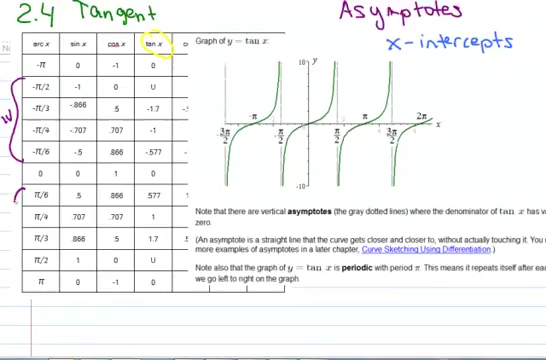 2.4 Tangent
Asymptotes
x-intercepts
arc x sin x cos x tan x
-π 0 -1 0
-π/2 -1 0 U
-π/3 -.866 .5 -1.7
-π/4 -.707 .707 -1
-π/6 -.5 .866 -.577
0 0 1 0
π/6 .5 .866 .577
π/4 .707 .707 1
π/3 .866 .5 1.7
π/2 1 0 U
π 0 -1 0
IV
Graph of y = tan x:
10 y
-π π 2π x
-10
Note that there are vertical asymptotes (the gray dotted lines) where the denominator of tan x has v
zero.
(An asymptote is a straight line that the curve gets closer and closer to, without actually touching it. You
more examples of asymptotes in a later chapter, Curve Sketching Using Differentiation.)
Note also that the graph of y = tan x is periodic with period π. This means it repeats itself after eac
we go left to right on the graph.